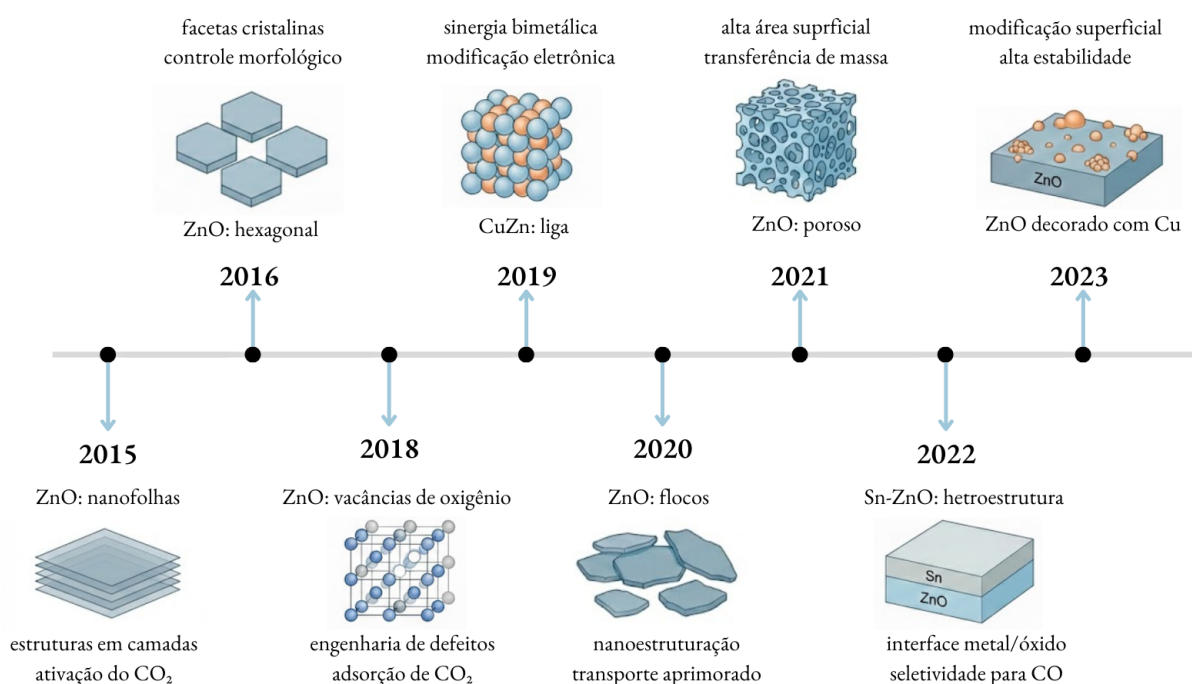 facetas cristalinas
controle morfológico
ZnO: hexagonal
2016
sinergia bimetálica
modificação eletrônica
CuZn: liga
2019
alta área suprficial
transferência de massa
ZnO: poroso
2021
modificação superficial
alta estabilidade
ZnO
ZnO decorado com Cu
2023
2015
ZnO: nanofolhas
estruturas em camadas
ativação do CO₂
2018
ZnO: vacâncias de oxigênio
engenharia de defeitos
adsorção de CO₂
2020
ZnO: flocos
nanoestruturação
transporte aprimorado
2022
Sn-ZnO: hetroestrutura
Sn
ZnO
interface metal/óxido
seletividade para CO